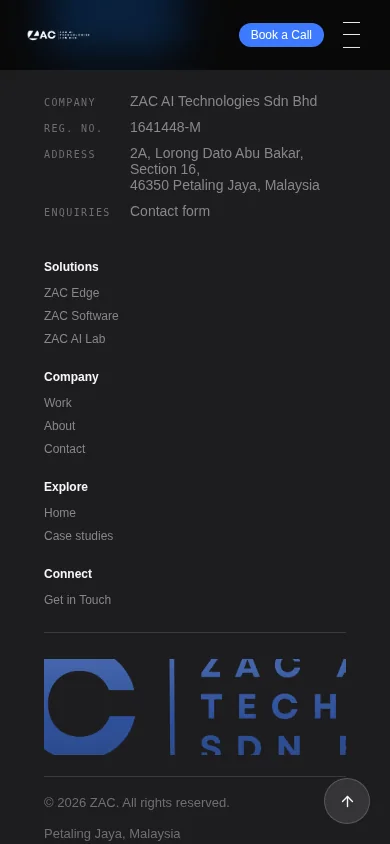 ZAC
Book a Call
COMPANY ZAC AI Technologies Sdn Bhd
REG. NO. 1641448-M
ADDRESS 2A, Lorong Dato Abu Bakar,
Section 16,
46350 Petaling Jaya, Malaysia
ENQUIRIES Contact form
Solutions
ZAC Edge
ZAC Software
ZAC AI Lab
Company
Work
About
Contact
Explore
Home
Case studies
Connect
Get in Touch
C ZAC A
TECH
SDN
© 2026 ZAC. All rights reserved.
Petaling Jaya, Malaysia